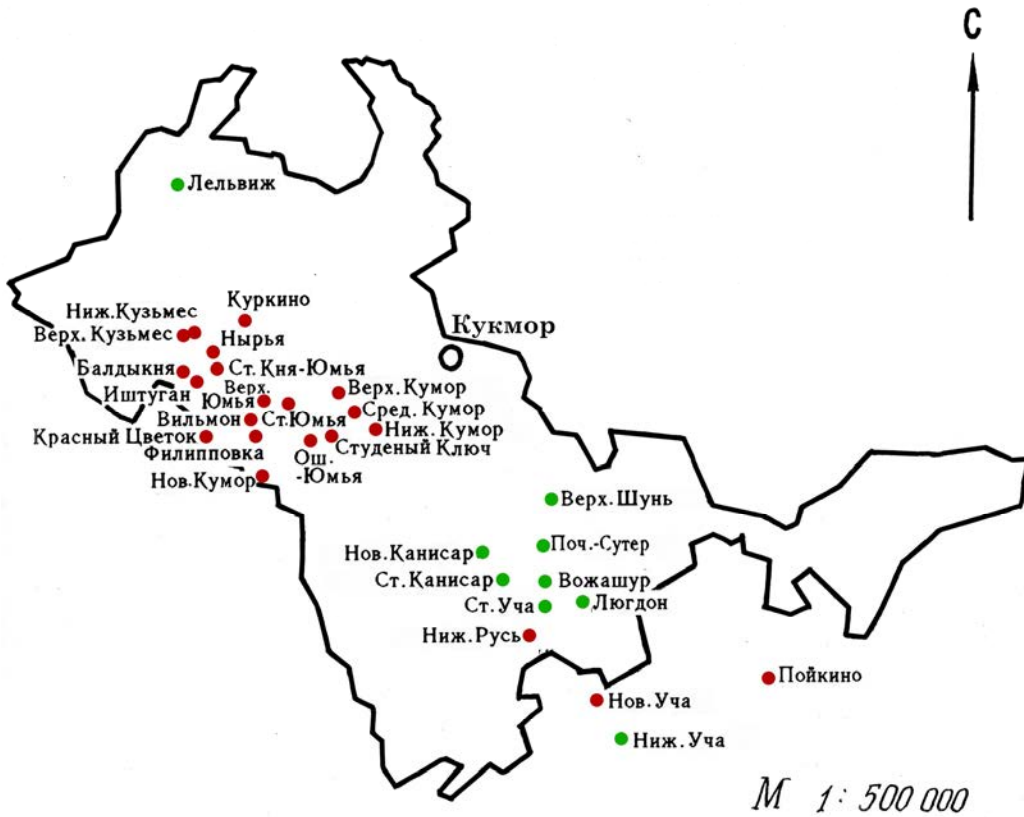 С
Лельвиж
Куркино
Ниж.Кузьмес
Верх. Кузьмес
Нырья
Балдыкня
Ст.Кня-Юмья
Иштуган
Верх.
Юмья
Верх.Кумор
Сред. Кумор
Вильмон
Ст.Юмья
Ниж. Кумор
Красный Цветок
Студеный Ключ
Филипповка
Ош.
-Юмья
Нов.Кумор
Кукмор
Верх.Шунь
Нов.Канисар
Поч.-Сутер
Ст.Канисар
Вожашур
Ст.Уча
Люгдон
Ниж.Русь
Пойкино
Нов.Уча
Ниж.Уча
М 1: 500 000